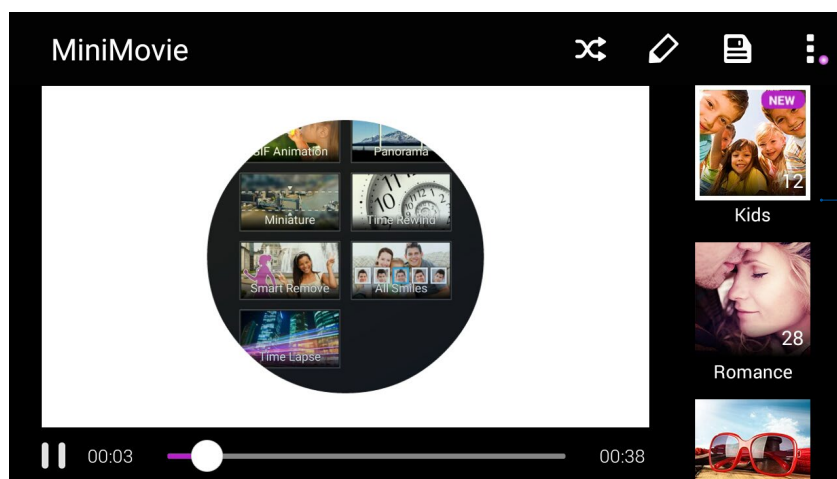 MiniMovie
NEW
12
Kids
28
Romance
GIF Animation
Panorama
Miniature
Time Rewind
Smart Remove
All Smiles
Time Lapse
00:03
00:38